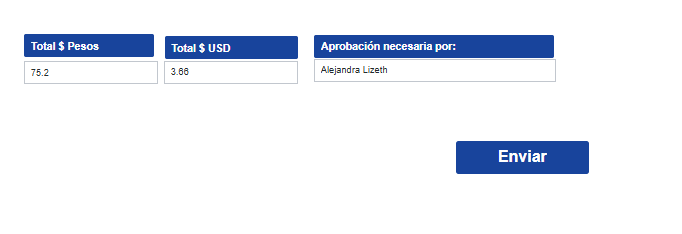 Total $ Pesos
Total $ USD
Aprobación necesaria por:
75.2
3.66
Alejandra Lizeth
Enviar